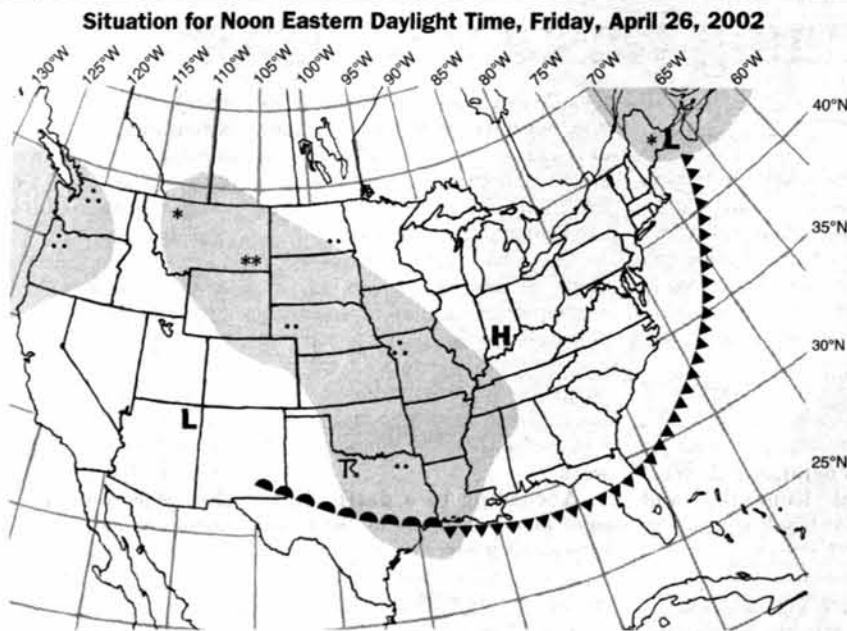 Situation for Noon Eastern Daylight Time, Friday, April 26, 2002
130°W 125°W 120°W 115°W 110°W 105°W 100°W 95°W 90°W 85°W 80°W 75°W 70°W 65°W 60°W
40°N
L
35°N
30°N
H
L
25°N